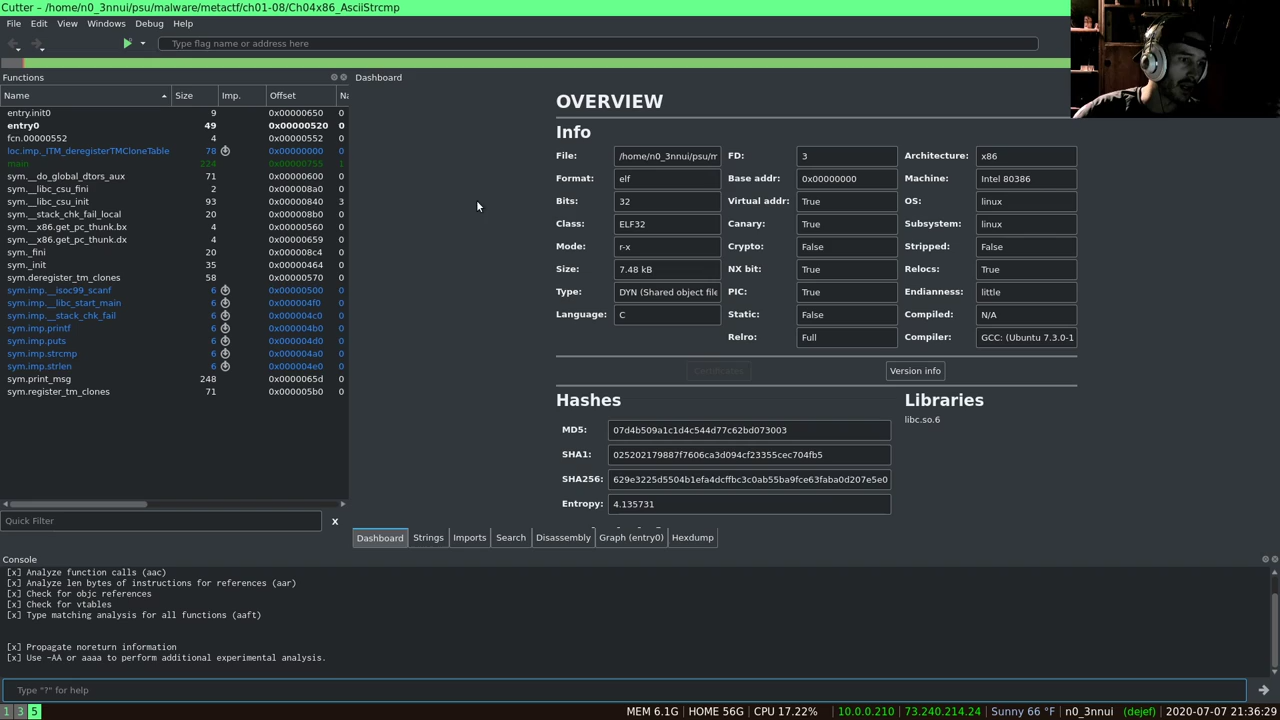 Cutter – /home/n0_3nnui/psu/malware/metactf/ch01-08/Ch04x86_AsciiStrcmp
File Edit View Windows Debug Help
Type flag name or address here
Functions
Dashboard
Name Size Imp. Offset
entry.init0 9 0x00000650 0
entry0 49 0x00000520 0
fcn.00000552 4 0x00000552 0
loc.imp._ITM_deregisterTMCloneTable 78 0x00000000 0
main 224 0x00000755 1
sym.__do_global_dtors_aux 71 0x00000600 0
sym.__libc_csu_fini 2 0x000008a0 0
sym.__libc_csu_init 93 0x00000840 3
sym.__stack_chk_fail_local 20 0x000008b0 0
sym.__x86.get_pc_thunk.bx 4 0x00000560 0
sym.__x86.get_pc_thunk.dx 4 0x00000659 0
sym._fini 20 0x000008c4 0
sym._init 35 0x00000464 0
sym.deregister_tm_clones 58 0x00000570 0
sym.imp.__isoc99_scanf 6 0x00000500 0
sym.imp.__libc_start_main 6 0x000004f0 0
sym.imp.__stack_chk_fail 6 0x000004c0 0
sym.imp.printf 6 0x000004b0 0
sym.imp.puts 6 0x000004d0 0
sym.imp.strcmp 6 0x000004a0 0
sym.imp.strlen 6 0x000004e0 0
sym.print_msg 248 0x0000065d 0
sym.register_tm_clones 71 0x000005b0 0
Quick Filter X
OVERVIEW
Info
File: /home/n0_3nnui/psu/m FD: 3 Architecture: x86
Format: elf Base addr: 0x00000000 Machine: Intel 80386
Bits: 32 Virtual addr: True OS: linux
Class: ELF32 Canary: True Subsystem: linux
Mode: r-x Crypto: False Stripped: False
Size: 7.48 kB NX bit: True Relocs: True
Type: DYN (Shared object file PIC: True Endianness: little
Language: C Static: False Compiled: N/A
Relro: Full Compiler: GCC: (Ubuntu 7.3.0-1
Certificates Version info
Hashes Libraries
MD5: 07d4b509a1c1d4c544d77c62bd073003 libc.so.6
SHA1: 025202179887f7606ca3d094cf23355cec704fb5
SHA256: 629e3225d5504b1efa4dcffbc3c0ab55ba9fce63faba0d207e5e0
Entropy: 4.135731
Dashboard Strings Imports Search Disassembly Graph (entry0) Hexdump
Console
[x] Analyze function calls (aac)
[x] Analyze len bytes of instructions for references (aar)
[x] Check for objc references
[x] Check for vtables
[x] Type matching analysis for all functions (aaft)
[x] Propagate noreturn information
[x] Use -AA or aaaa to perform additional experimental analysis.
Type "?" for help
1 3 5 MEM 6.1G | HOME 56G | CPU 17.22% | 10.0.0.210 | 73.240.214.24 | Sunny 66 °F | n0_3nnui | (dejef) | 2020-07-07 21:36:29